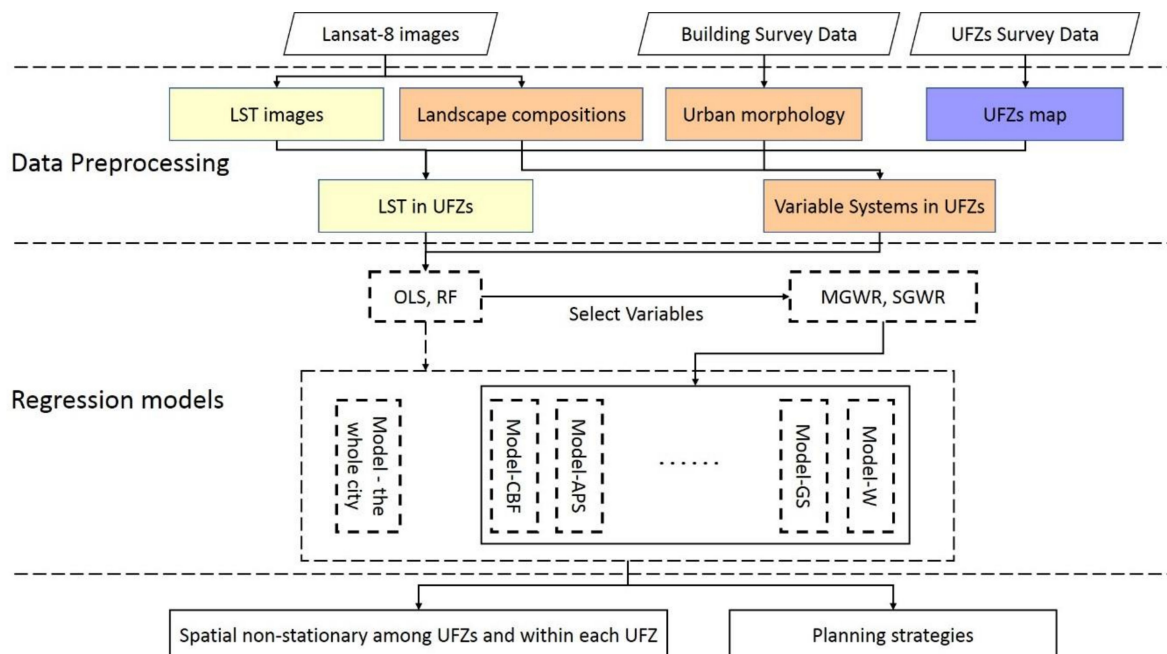 Lansat-8 images
Building Survey Data
UFZs Survey Data
LST images
Landscape compositions
Urban morphology
UFZs map
Data Preprocessing
LST in UFZs
Variable Systems in UFZs
OLS, RF
Select Variables
MGWR, SGWR
Regression models
Model - the
whole city
Model-CBF
Model-APS
......
Model-GS
Model-W
Spatial non-stationary among UFZs and within each UFZ
Planning strategies